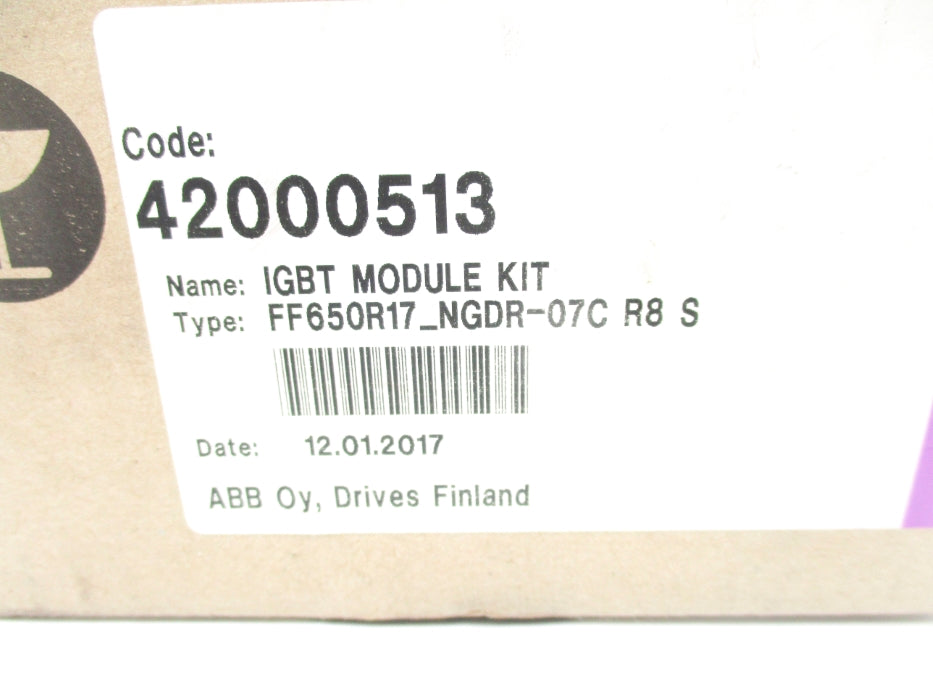 Code:
42000513
Name: IGBT MODULE KIT
Type: FF650R17_NGDR-07C R8 S
Date: 12.01.2017
ABB Oy, Drives Finland